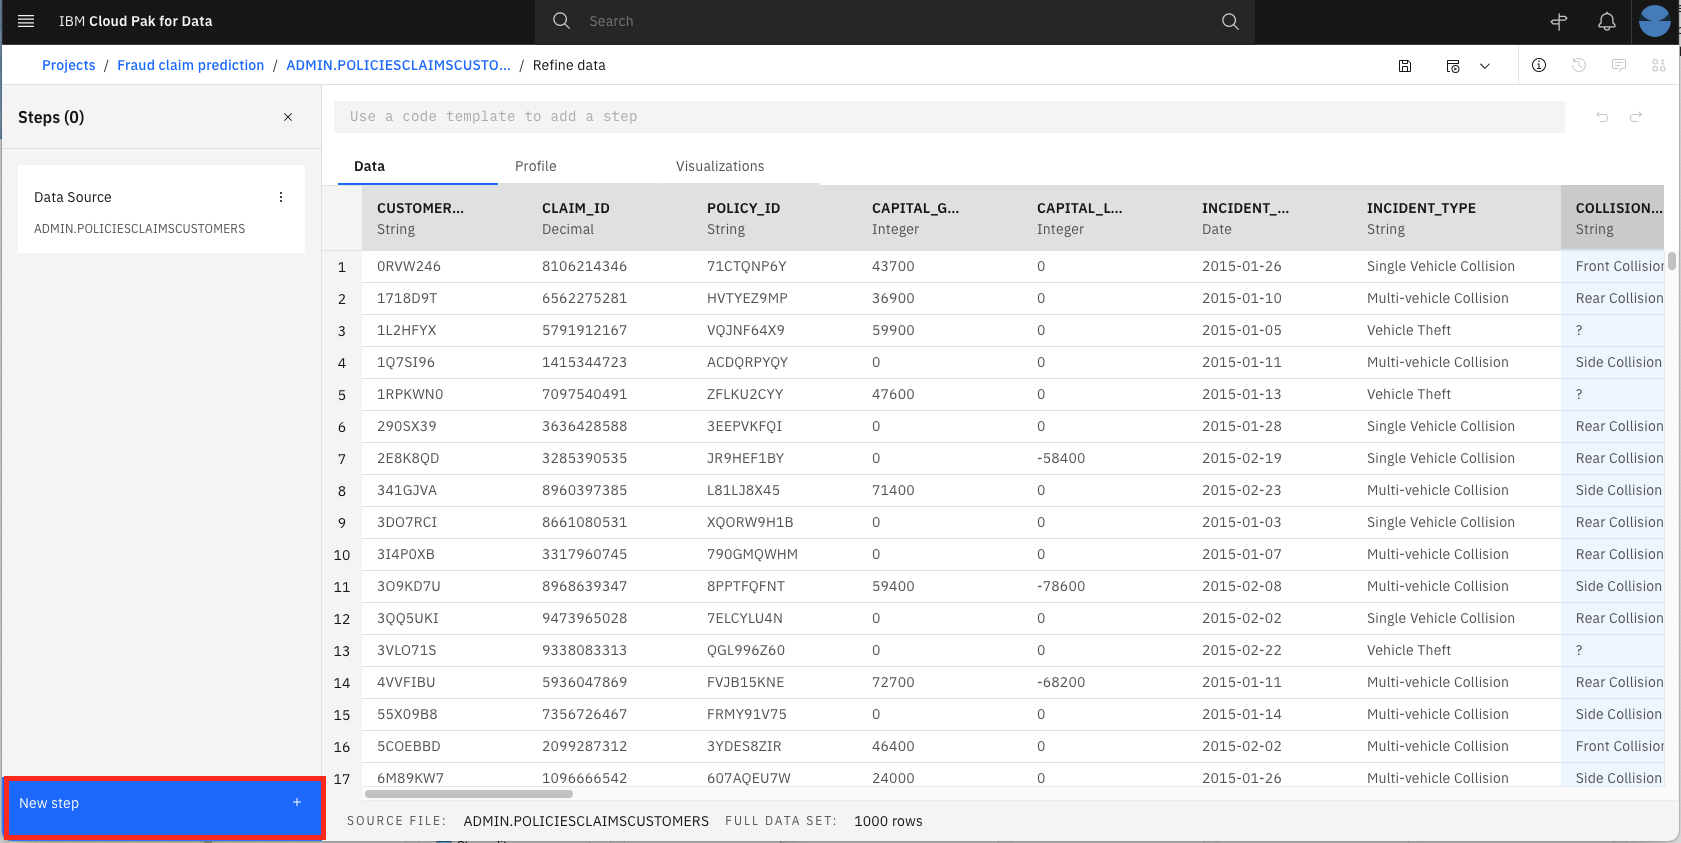 IBM Cloud Pak for Data
Search
Projects / Fraud claim prediction / ADMIN.POLICIESCLAIMSCUSTO... / Refine data
Steps (0)
Use a code template to add a step
Data Profile Visualizations
Data Source
ADMIN.POLICIESCLAIMSCUSTOMERS
CUSTOMER... CLAIM_ID POLICY_ID CAPITAL_G... CAPITAL_L... INCIDENT_... INCIDENT_TYPE COLLISION...
String Decimal String Integer Integer Date String String
1 0RVW246 8106214346 71CTQNP6Y 43700 0 2015-01-26 Single Vehicle Collision Front Collision
2 1718D9T 6562275281 HVTYEZ9MP 36900 0 2015-01-10 Multi-vehicle Collision Rear Collision
3 1L2HFYX 5791912167 VQJNF64X9 59900 0 2015-01-05 Vehicle Theft ?
4 1Q7SI96 1415344723 ACDQRPYQY 0 0 2015-01-11 Multi-vehicle Collision Side Collision
5 1RPKWN0 7097540491 ZFLKU2CYY 47600 0 2015-01-13 Vehicle Theft ?
6 290SX39 3636428588 3EEPVKFQI 0 0 2015-01-28 Single Vehicle Collision Rear Collision
7 2E8K8QD 3285390535 JR9HEF1BY 0 -58400 2015-02-19 Single Vehicle Collision Rear Collision
8 341GJVA 8960397385 L81LJ8X45 71400 0 2015-02-23 Multi-vehicle Collision Side Collision
9 3DO7RCI 8661080531 XQORW9H1B 0 0 2015-01-03 Single Vehicle Collision Rear Collision
10 3I4P0XB 3317960745 790GMQWHM 0 0 2015-01-07 Multi-vehicle Collision Rear Collision
11 3O9KD7U 8968639347 8PPTFQFNT 59400 -78600 2015-02-08 Multi-vehicle Collision Side Collision
12 3QQ5UKI 9473965028 7ELCYLU4N 0 0 2015-02-02 Single Vehicle Collision Rear Collision
13 3VLO71S 9338083313 QGL996Z60 0 0 2015-02-22 Vehicle Theft ?
14 4VVFIBU 5936047869 FVJB15KNE 72700 -68200 2015-01-11 Multi-vehicle Collision Rear Collision
15 55X09B8 7356726467 FRMY91V75 0 0 2015-01-14 Multi-vehicle Collision Side Collision
16 5COEBBD 2099287312 3YDES8ZIR 46400 0 2015-02-02 Multi-vehicle Collision Front Collision
17 6M89KW7 1096666542 607AQEU7W 24000 0 2015-01-26 Multi-vehicle Collision Side Collision
New step +
SOURCE FILE: ADMIN.POLICIESCLAIMSCUSTOMERS FULL DATA SET: 1000 rows